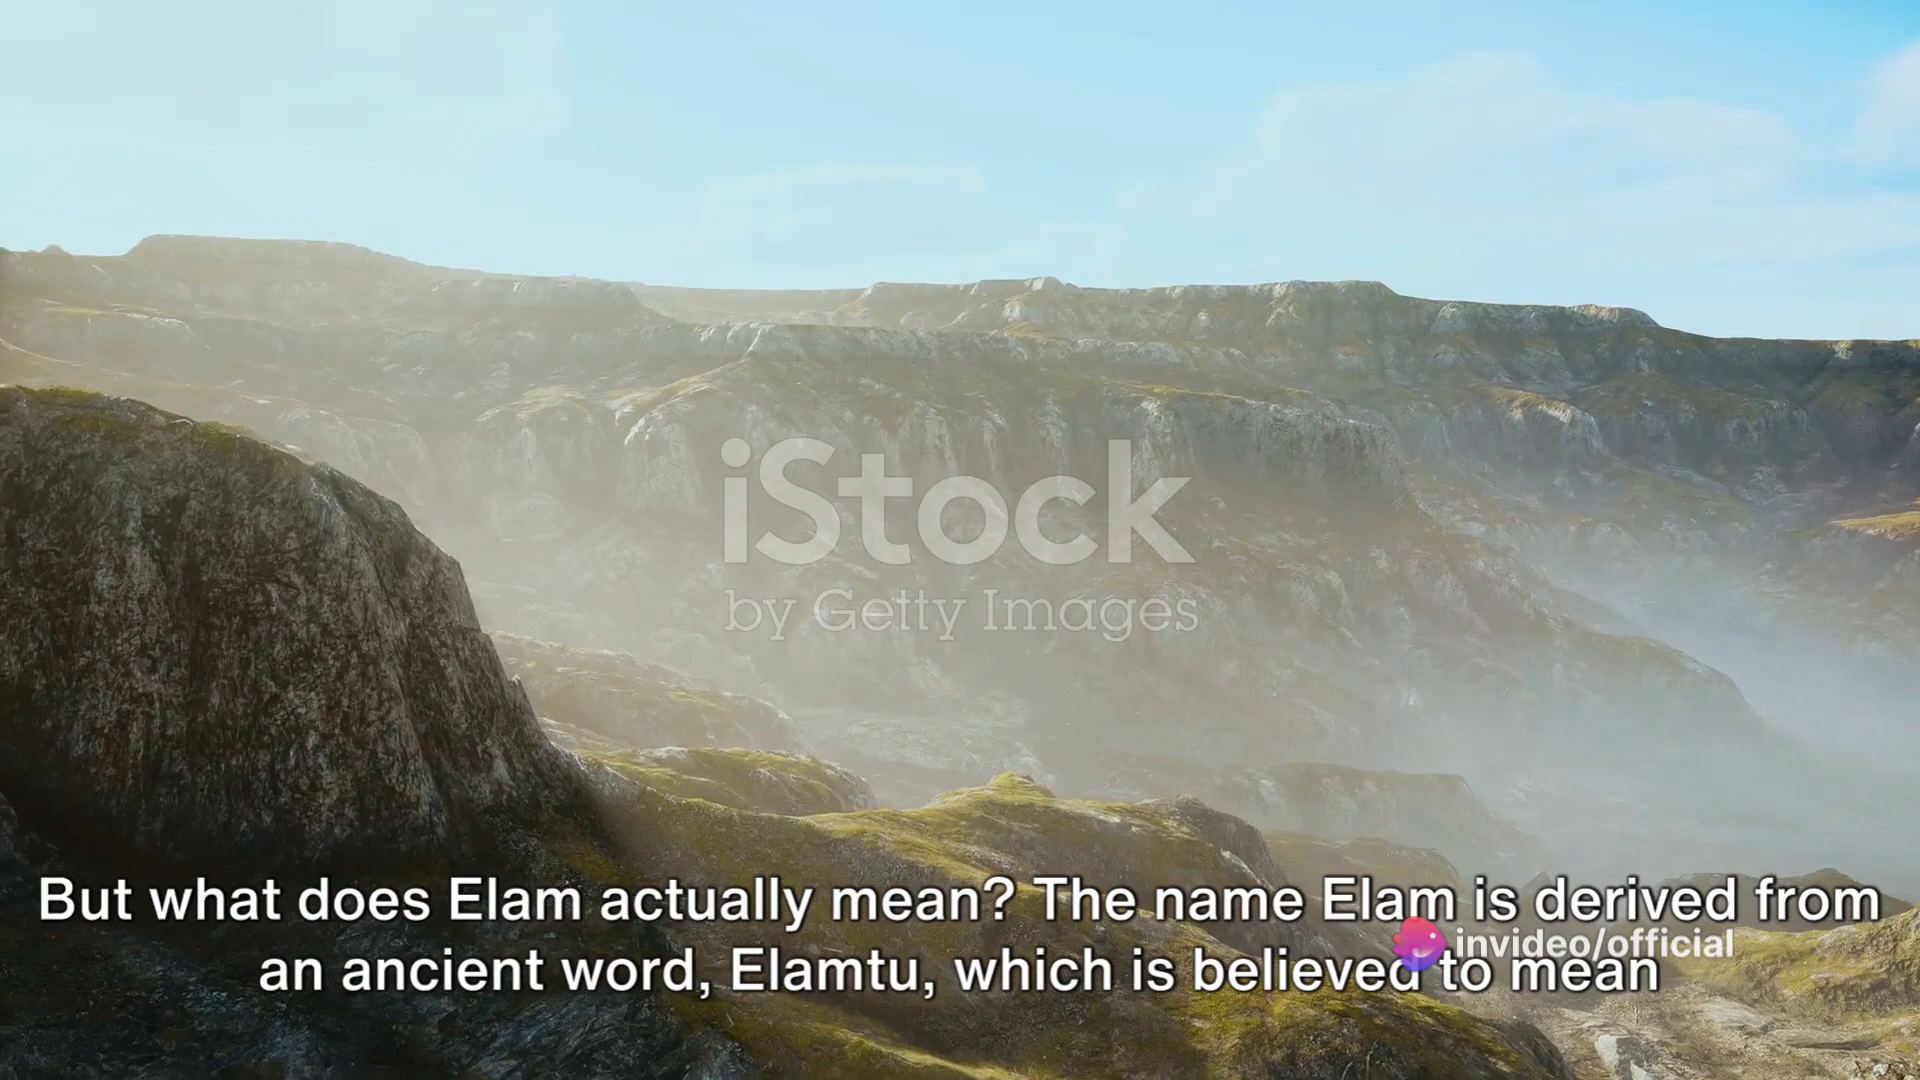 iStock
by Getty Images
But what does Elam actually mean? The name Elam is derived from
invideo/official
an ancient word, Elamtu, which is believed to mean